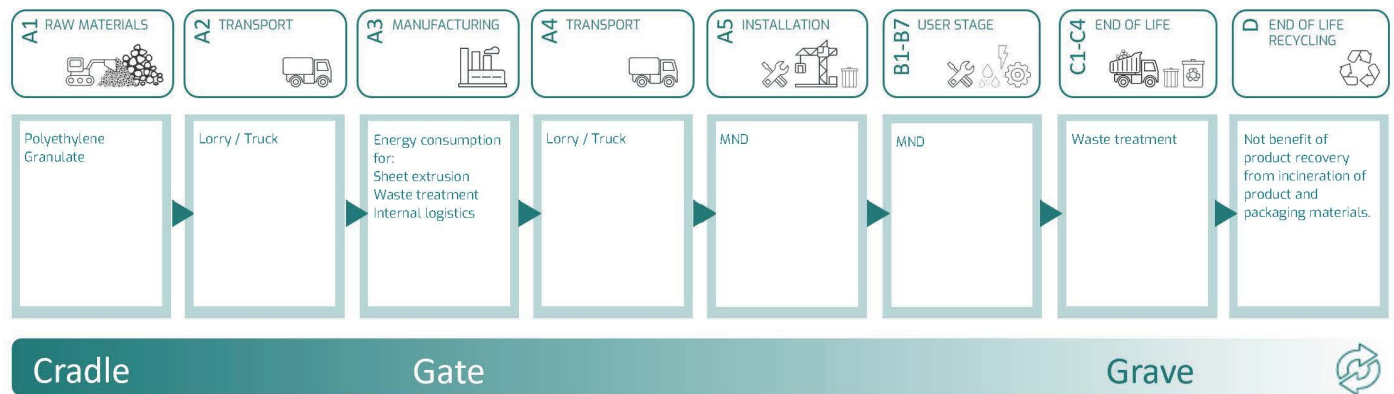 A1 RAW MATERIALS
A2 TRANSPORT
A3 MANUFACTURING
A4 TRANSPORT
A5 INSTALLATION
B1-B7 USER STAGE
C1-C4 END OF LIFE
D END OF LIFE
RECYCLING
Polyethylene
Granulate
Lorry / Truck
Energy consumption
for:
Sheet extrusion
Waste treatment
Internal logistics
Lorry / Truck
MND
MND
Waste treatment
Not benefit of
product recovery
from incineration of
product and
packaging materials.
Cradle
Gate
Grave